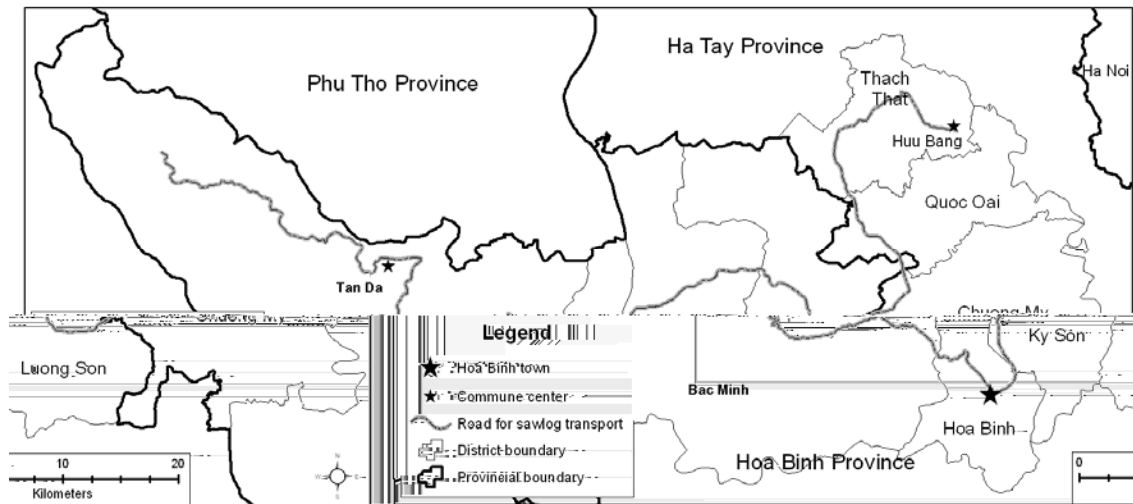 Ha Tay Province
Phu Tho Province
Ha Noi
Thach
That
Huu Bang
Quoc Oai
Tan Da
Legend
Hoa Binh town
Commune center
Road for sawlog transport
District boundary
Provincial boundary
Luong Son
Ky Son
Bac Minh
Hoa Binh
Hoa Binh Province
10
20
Kilometers
0